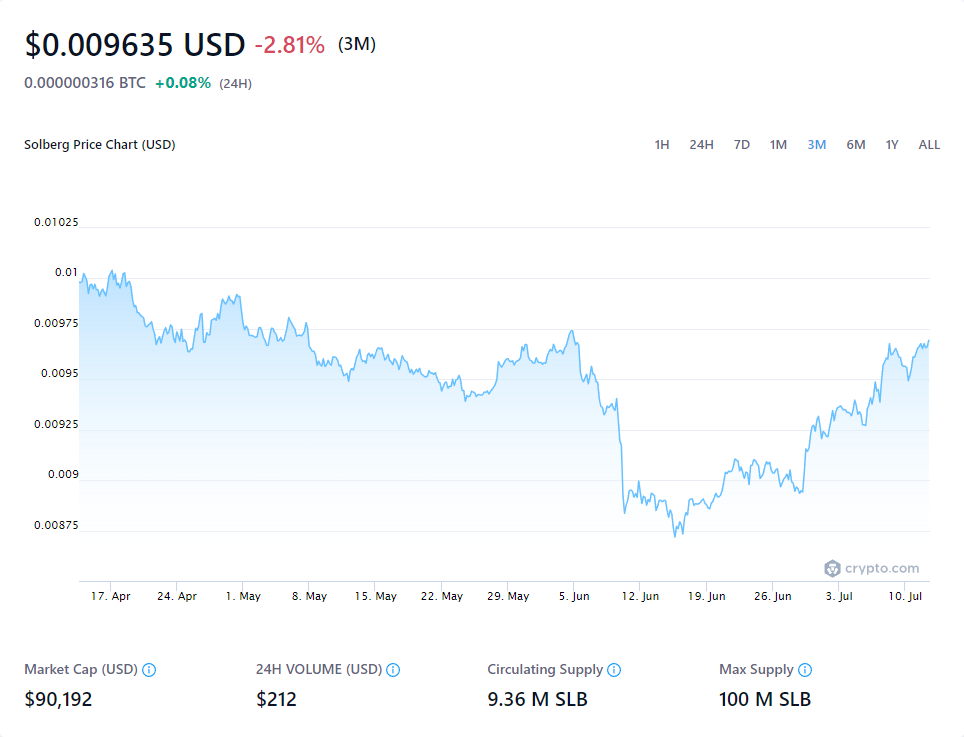 $0.009635 USD -2.81% (3M)
0.000000316 BTC +0.08% (24H)
Solberg Price Chart (USD) 1H 24H 7D 1M 3M 6M 1Y ALL
0.01025
0.01
0.00975
0.0095
0.00925
0.009
0.00875
crypto.com
17. Apr 24. Apr 1. May 8. May 15. May 22. May 29. May 5. Jun 12. Jun 19. Jun 26. Jun 3. Jul 10. Jul
Market Cap (USD) 24H VOLUME (USD) Circulating Supply Max Supply
$90,192 $212 9.36 M SLB 100 M SLB